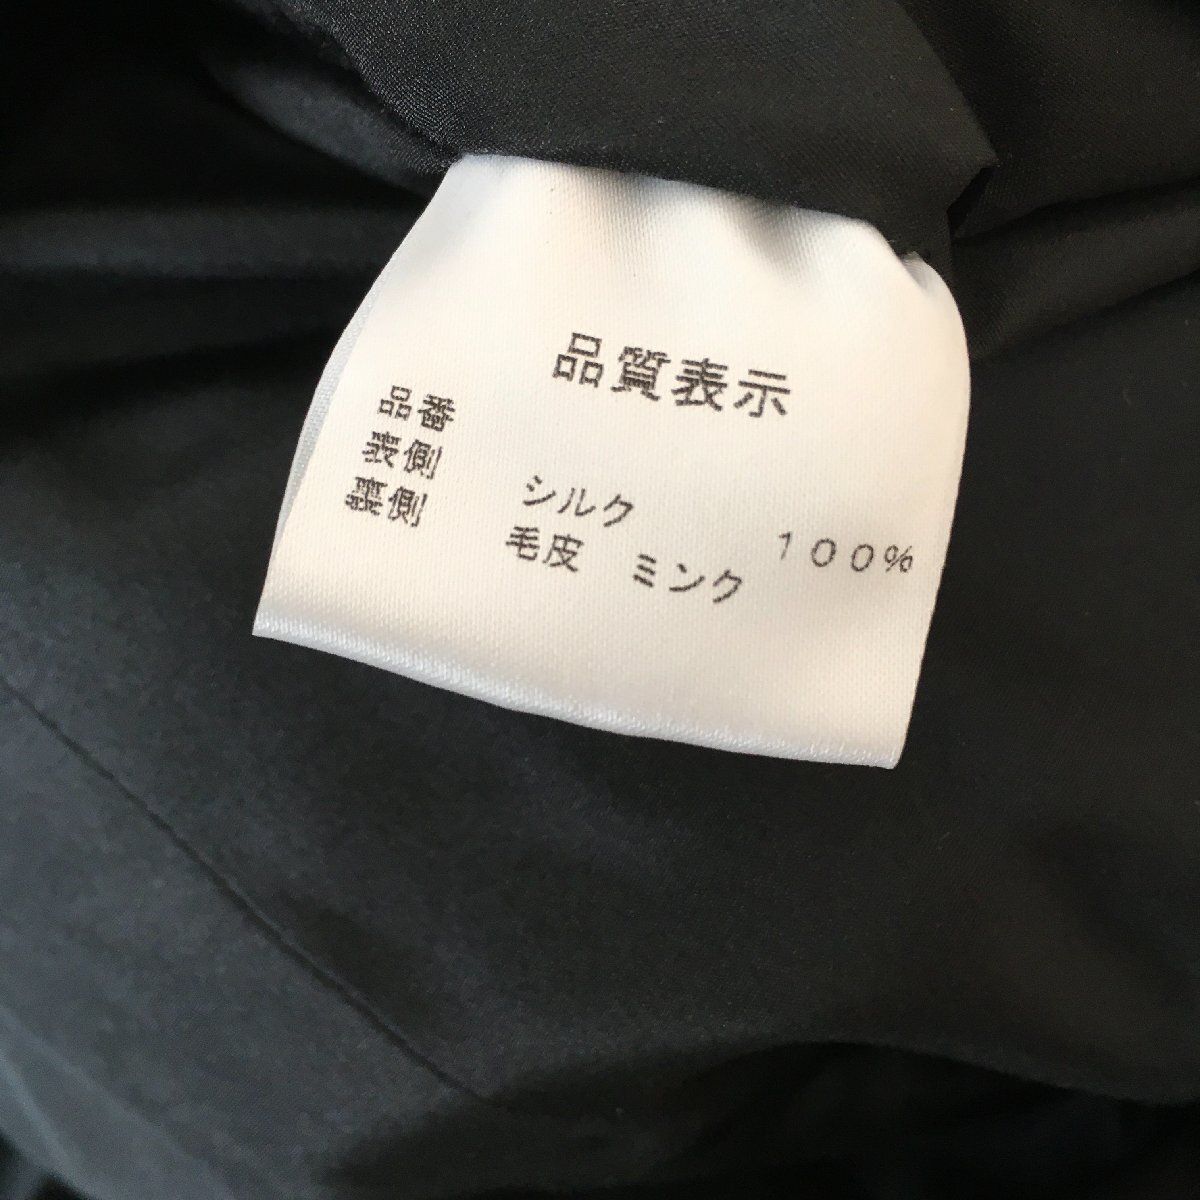 品質表示
品番
表側 シルク 100%
裏側 毛皮 ミンク